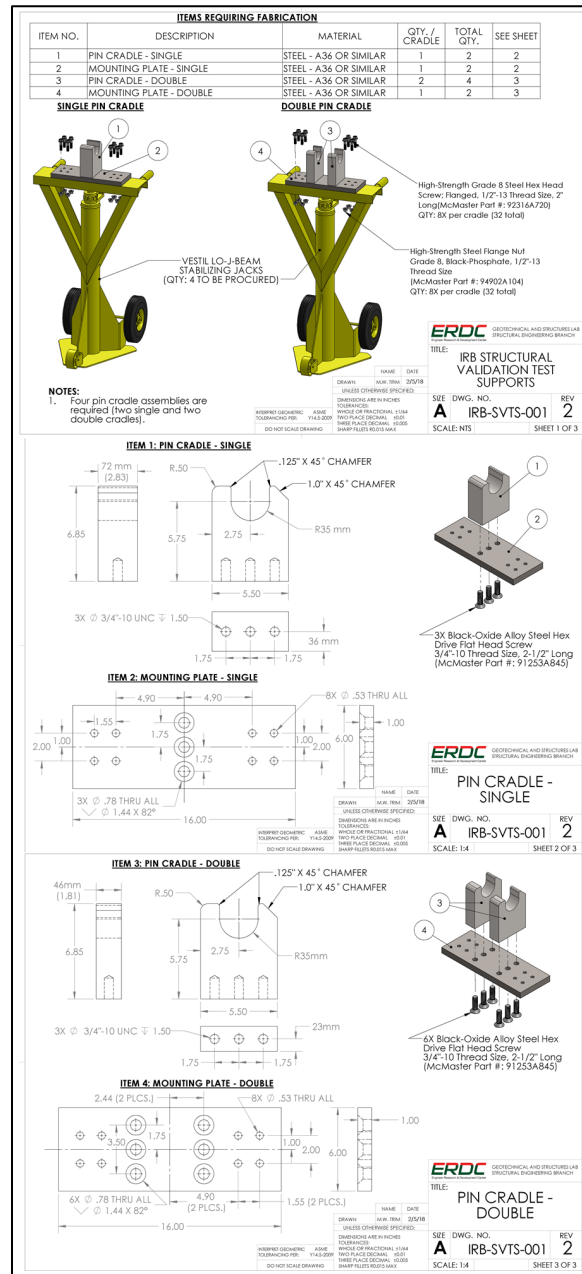 ITEMS REQUIRING FABRICATION
ITEM NO. DESCRIPTION MATERIAL QTY. / CRADLE TOTAL QTY. SEE SHEET
1 PIN CRADLE - SINGLE STEEL - A36 OR SIMILAR 1 2 2
2 MOUNTING PLATE - SINGLE STEEL - A36 OR SIMILAR 1 2 2
3 PIN CRADLE - DOUBLE STEEL - A36 OR SIMILAR 2 4 3
4 MOUNTING PLATE - DOUBLE STEEL - A36 OR SIMILAR 1 2 3
SINGLE PIN CRADLE
DOUBLE PIN CRADLE
1
2
3
4
High-Strength Grade 8 Steel Hex Head
Screw; Flanged, 1/2"-13 Thread Size, 2"
Long(McMaster Part #: 92316A720)
QTY: 8X per cradle (32 total)
High-Strength Steel Flange Nut
Grade 8, Black-Phosphate, 1/2"-13
Thread Size
(McMaster Part #: 94902A104)
QTY: 8X per cradle (32 total)
VESTIL LO-J-BEAM
STABILIZING JACKS
(QTY: 4 TO BE PROCURED)
NOTES:
1. Four pin cradle assemblies are
required (two single and two
double cradles).
INTERPRET GEOMETRIC TOLERANCING PER: ASME Y14.5-2009
DO NOT SCALE DRAWING
NAME DATE
DRAWN M.W. TRIM 2/5/18
UNLESS OTHERWISE SPECIFIED:
DIMENSIONS ARE IN INCHES
TOLERANCES:
WHOLE OR FRACTIONAL ±1/64
TWO PLACE DECIMAL ±0.01
THREE PLACE DECIMAL ±0.005
SHARP FILLETS R0.015 MAX
ERDC
Engineer Research & Development Center
GEOTECHNICAL AND STRUCTURES LAB
STRUCTURAL ENGINEERING BRANCH
TITLE:
IRB STRUCTURAL
VALIDATION TEST
SUPPORTS
SIZE DWG. NO. REV
A IRB-SVTS-001 2
SCALE: NTS SHEET 1 OF 3
ITEM 1: PIN CRADLE - SINGLE
72 mm
(2.83)
6.85
R.50
.125" X 45° CHAMFER
1.0" X 45° CHAMFER
5.75
2.75
R35 mm
5.50
3X Ø 3/4"-10 UNC ↧ 1.50
36 mm
1.75
1.75
1
2
3X Black-Oxide Alloy Steel Hex
Drive Flat Head Screw
3/4"-10 Thread Size, 2-1/2" Long
(McMaster Part #: 91253A845)
ITEM 2: MOUNTING PLATE - SINGLE
4.90
4.90
8X Ø .53 THRU ALL
1.55
1.75
1.00
2.00
1.00
1.75
1.00
2.00
6.00
1.00
3X Ø .78 THRU ALL
⌵ Ø 1.44 X 82°
16.00
INTERPRET GEOMETRIC TOLERANCING PER: ASME Y14.5-2009
DO NOT SCALE DRAWING
NAME DATE
DRAWN M.W. TRIM 2/5/18
UNLESS OTHERWISE SPECIFIED:
DIMENSIONS ARE IN INCHES
TOLERANCES:
WHOLE OR FRACTIONAL ±1/64
TWO PLACE DECIMAL ±0.01
THREE PLACE DECIMAL ±0.005
SHARP FILLETS R0.015 MAX
ERDC
Engineer Research & Development Center
GEOTECHNICAL AND STRUCTURES LAB
STRUCTURAL ENGINEERING BRANCH
TITLE:
PIN CRADLE -
SINGLE
SIZE DWG. NO. REV
A IRB-SVTS-001 2
SCALE: 1:4 SHEET 2 OF 3
ITEM 3: PIN CRADLE - DOUBLE
46mm
(1.81)
6.85
R.50
.125" X 45° CHAMFER
1.0" X 45° CHAMFER
5.75
2.75
R35mm
5.50
3X Ø 3/4"-10 UNC ↧ 1.50
23mm
1.75
1.75
3
4
6X Black-Oxide Alloy Steel Hex
Drive Flat Head Screw
3/4"-10 Thread Size, 2-1/2" Long
(McMaster Part #: 91253A845)
ITEM 4: MOUNTING PLATE - DOUBLE
2.44 (2 PLCS.)
8X Ø .53 THRU ALL
3.50
1.75
1.00
2.00
6.00
1.00
6X Ø .78 THRU ALL
⌵ Ø 1.44 X 82°
4.90
(2 PLCS.)
1.55 (2 PLCS.)
16.00
INTERPRET GEOMETRIC TOLERANCING PER: ASME Y14.5-2009
DO NOT SCALE DRAWING
NAME DATE
DRAWN M.W. TRIM 2/5/18
UNLESS OTHERWISE SPECIFIED:
DIMENSIONS ARE IN INCHES
TOLERANCES:
WHOLE OR FRACTIONAL ±1/64
TWO PLACE DECIMAL ±0.01
THREE PLACE DECIMAL ±0.005
SHARP FILLETS R0.015 MAX
ERDC
Engineer Research & Development Center
GEOTECHNICAL AND STRUCTURES LAB
STRUCTURAL ENGINEERING BRANCH
TITLE:
PIN CRADLE -
DOUBLE
SIZE DWG. NO. REV
A IRB-SVTS-001 2
SCALE: 1:4 SHEET 3 OF 3